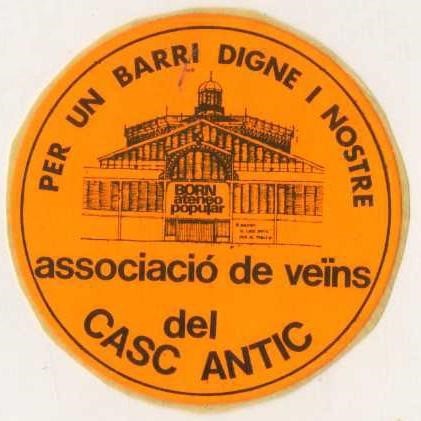 PER UN BARRI DIGNE I NOSTRE
BORN
ateneo
popular
associació de veïns
del
CASC ANTIC